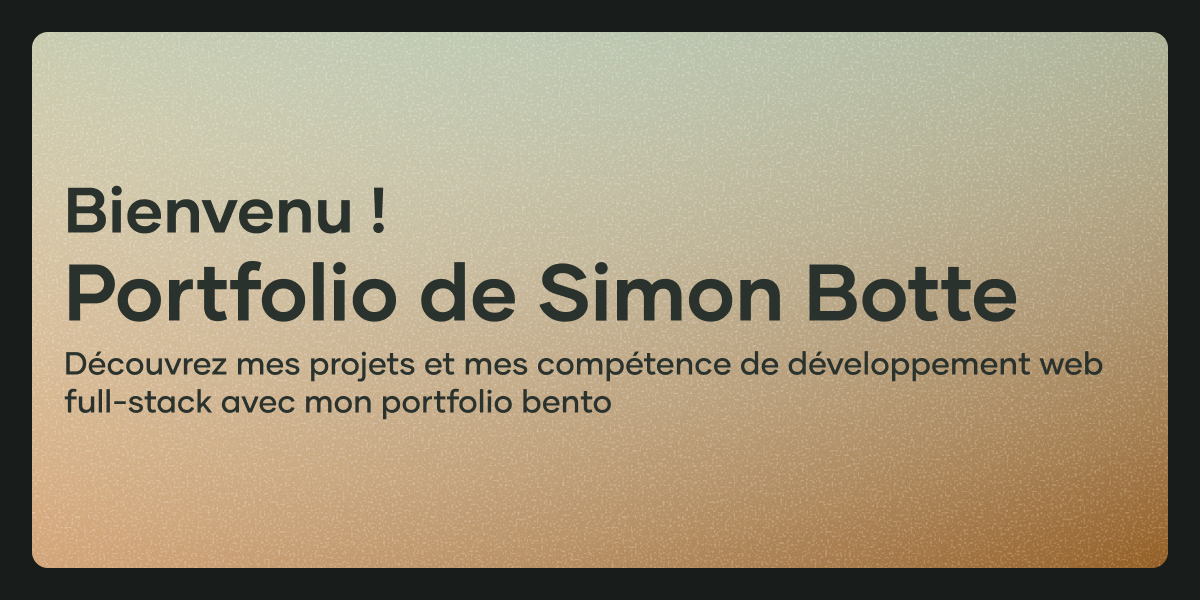 Bienvenu !
Portfolio de Simon Botte
Découvrez mes projets et mes compétence de développement web
full-stack avec mon portfolio bento